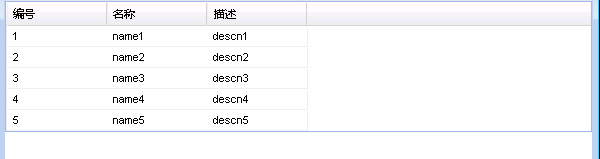 编号 名称 描述
1 name1 descn1
2 name2 descn2
3 name3 descn3
4 name4 descn4
5 name5 descn5